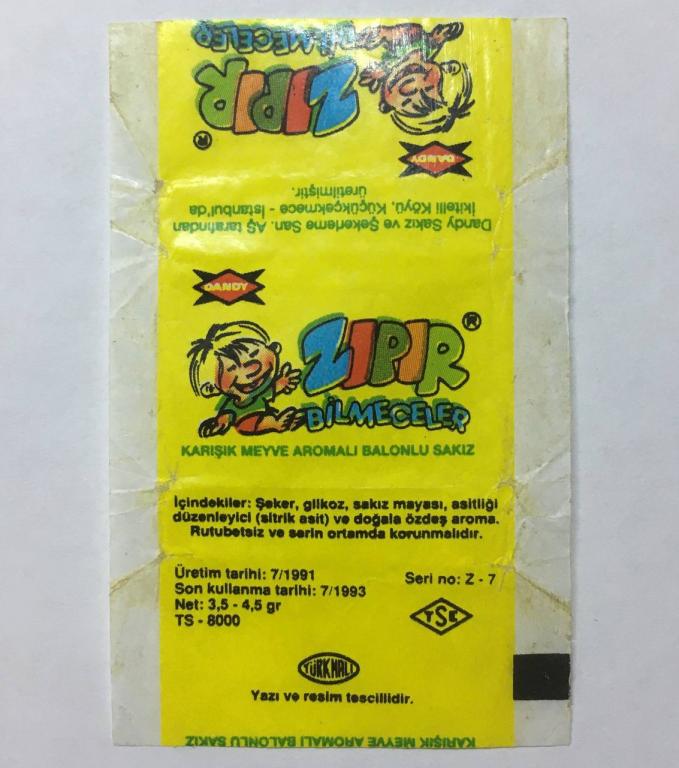 BİLMECELER
ZIPIR
®
DANDY
Dandy Sakız ve Şekerleme San. AŞ tarafından
İkitelli Köyü, Küçükçekmece - İstanbul'da
üretilmiştir.
DANDY
ZIPIR ®
BİLMECELER
KARIŞIK MEYVE AROMALI BALONLU SAKIZ
İçindekiler: Şeker, glikoz, sakız mayası, asitliği
düzenleyici (sitrik asit) ve doğala özdeş aroma.
Rutubetsiz ve serin ortamda korunmalıdır.
Üretim tarihi: 7/1991
Seri no: Z - 7
Son kullanma tarihi: 7/1993
Net: 3,5 - 4,5 gr
TS - 8000
TSE
TÜRK MALI
Yazı ve resim tescillidir.
KARIŞIK MEYVE AROMALI BALONLU SAKIZ